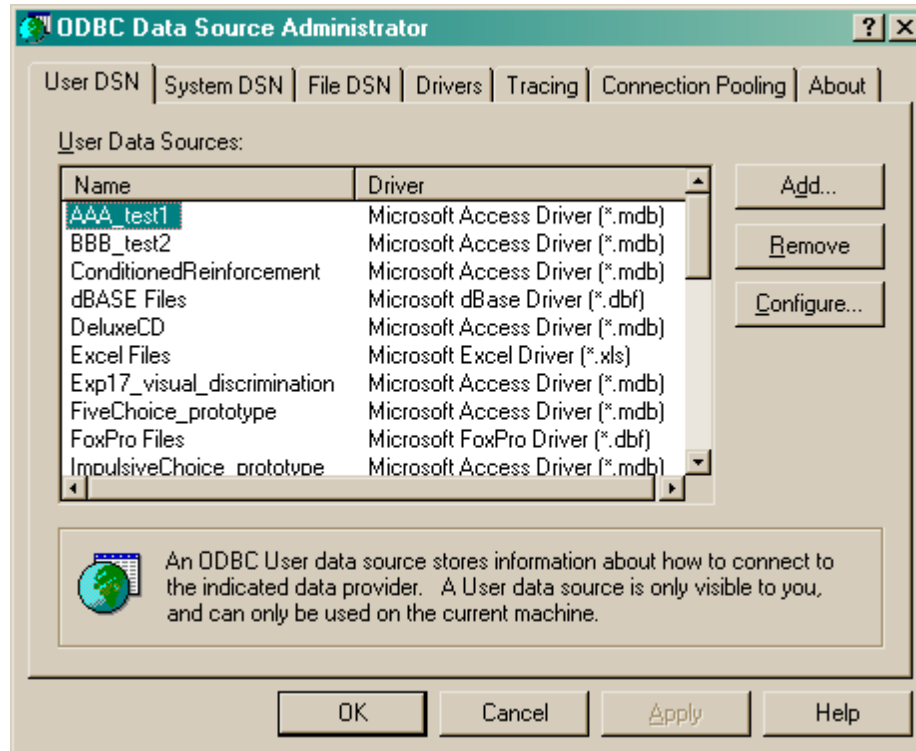 ODBC Data Source Administrator
User DSN System DSN File DSN Drivers Tracing Connection Pooling About
User Data Sources:
Name Driver
AAA_test1 Microsoft Access Driver (*.mdb)
BBB_test2 Microsoft Access Driver (*.mdb)
ConditionedReinforcement Microsoft Access Driver (*.mdb)
dBASE Files Microsoft dBase Driver (*.dbf)
DeluxeCD Microsoft Access Driver (*.mdb)
Excel Files Microsoft Excel Driver (*.xls)
Exp17_visual_discrimination Microsoft Access Driver (*.mdb)
FiveChoice_prototype Microsoft Access Driver (*.mdb)
FoxPro Files Microsoft FoxPro Driver (*.dbf)
ImpulsiveChoice_prototype Microsoft Access Driver (*.mdb)
Add...
Remove
Configure...
An ODBC User data source stores information about how to connect to
the indicated data provider. A User data source is only visible to you,
and can only be used on the current machine.
OK Cancel Apply Help